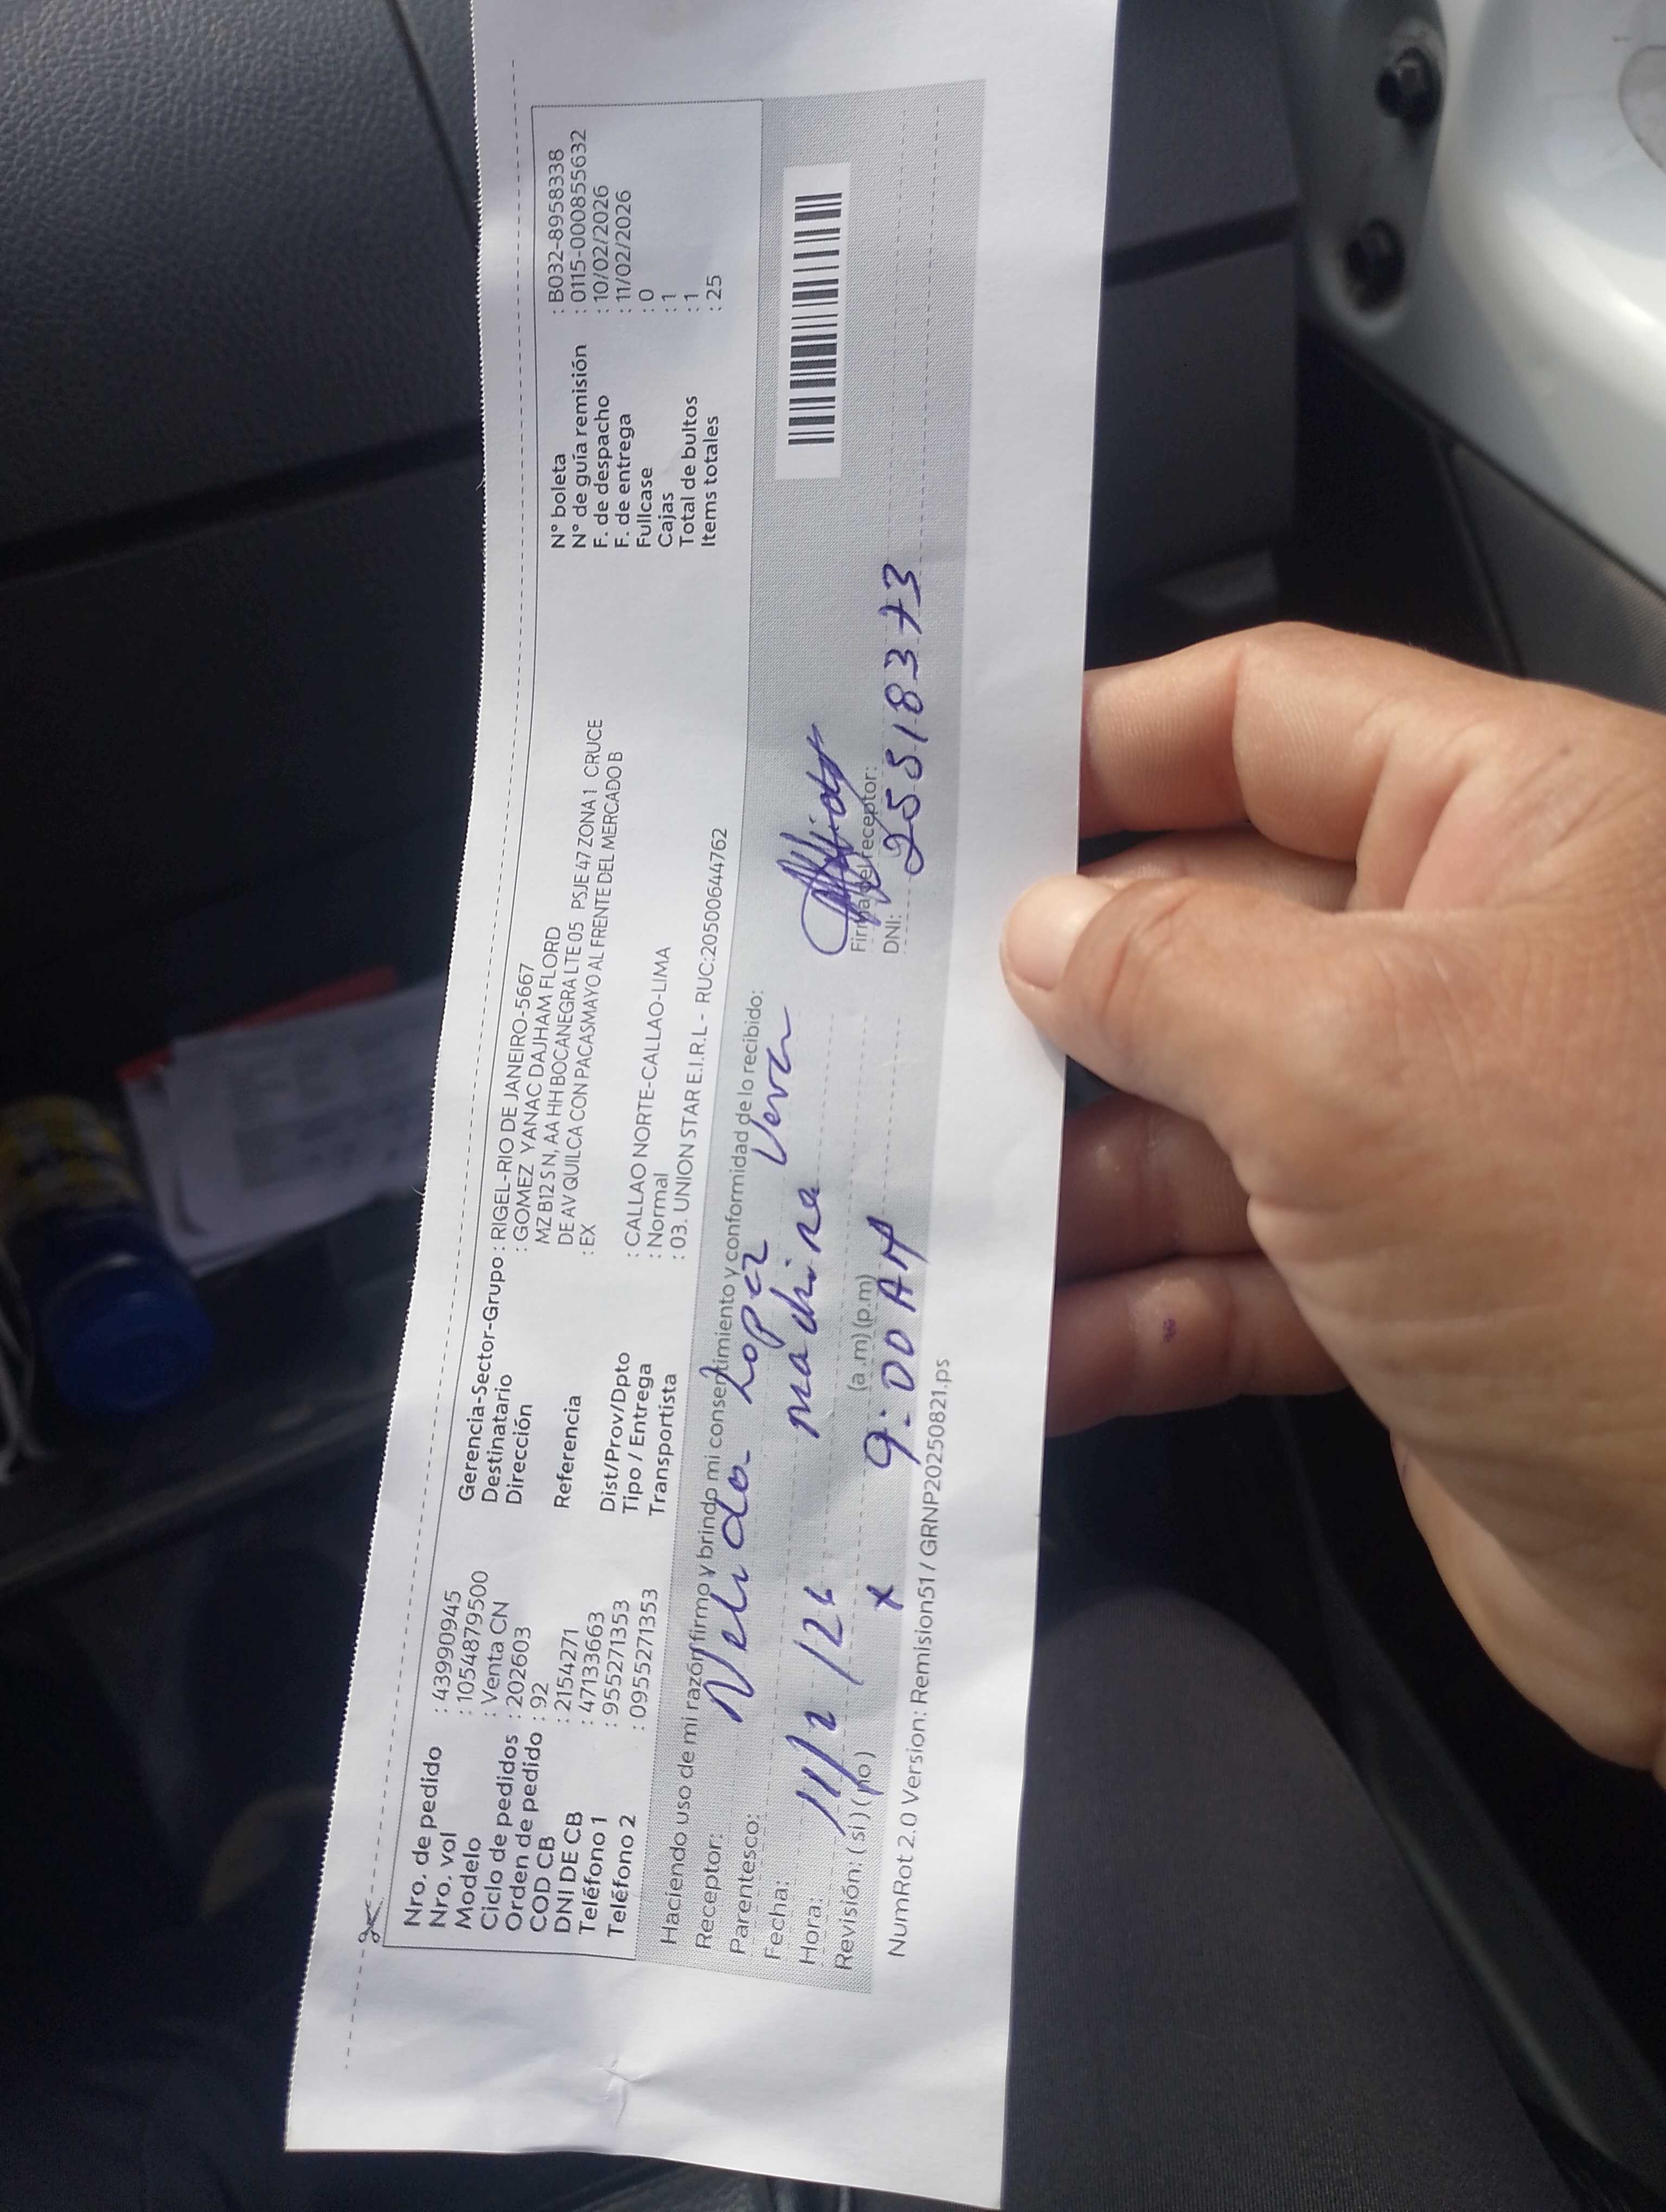 Nro. de pedido : 43990945
Nro. vol : 1054879500
Modelo : Venta CN
Ciclo de pedidos : 202603
Orden de pedido : 92
COD CB : 2154271
DNI DE CB : 47133663
Teléfono 1 : 955271353
Teléfono 2 : 0955271353
Gerencia-Sector-Grupo : RIGEL-RIO DE JANEIRO-5667
Destinatario : GOMEZ YANAC DAJHAM FLORD
Dirección MZ B12 S N, AA HH BOCANEGRA LTE 05 PSJE 47 ZONA 1 CRUCE
DE AV QUILCA CON PACASMAYO AL FRENTE DEL MERCADO B
Referencia : EX
Dist/Prov/Dpto : CALLAO NORTE-CALLAO-LIMA
Tipo / Entrega : Normal
Transportista : 03. UNION STAR E.I.R.L - RUC:20500644762
N° boleta : B032-8958338
N° de guía remisión : 0115-0000855632
F. de despacho : 10/02/2026
F. de entrega : 11/02/2026
Fullcase : 0
Cajas : 1
Total de bultos : 1
Items totales : 25
Haciendo uso de mi razón firmo y brindo mi consentimiento y conformidad de lo recibido:
Receptor: Nelida Lopez Vera
Parentesco: madrina
Fecha: 11/2/26
Hora: (a.m) (p.m) 9:00 AM
Revisión: (si) (no) x
Firma del receptor:
DNI: 25518373
NumRot 2.0 Version: Remision51 / GRNP20250821.ps